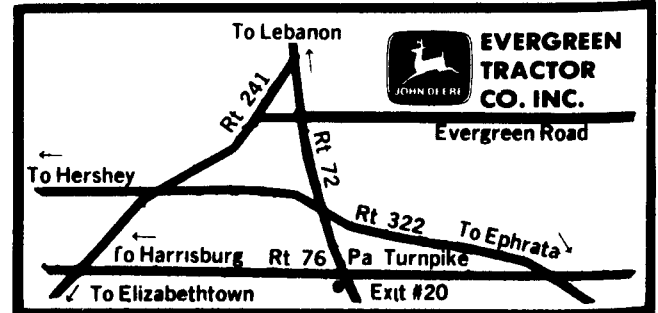 To Lebanon
EVERGREEN
TRACTOR
CO. INC.
JOHN DEERE
Rt 241
Evergreen Road
Rt 72
To Hershey
Rt 322
To Ephrata
To Harrisburg
Rt 76 Pa Turnpike
To Elizabethtown
Exit #20